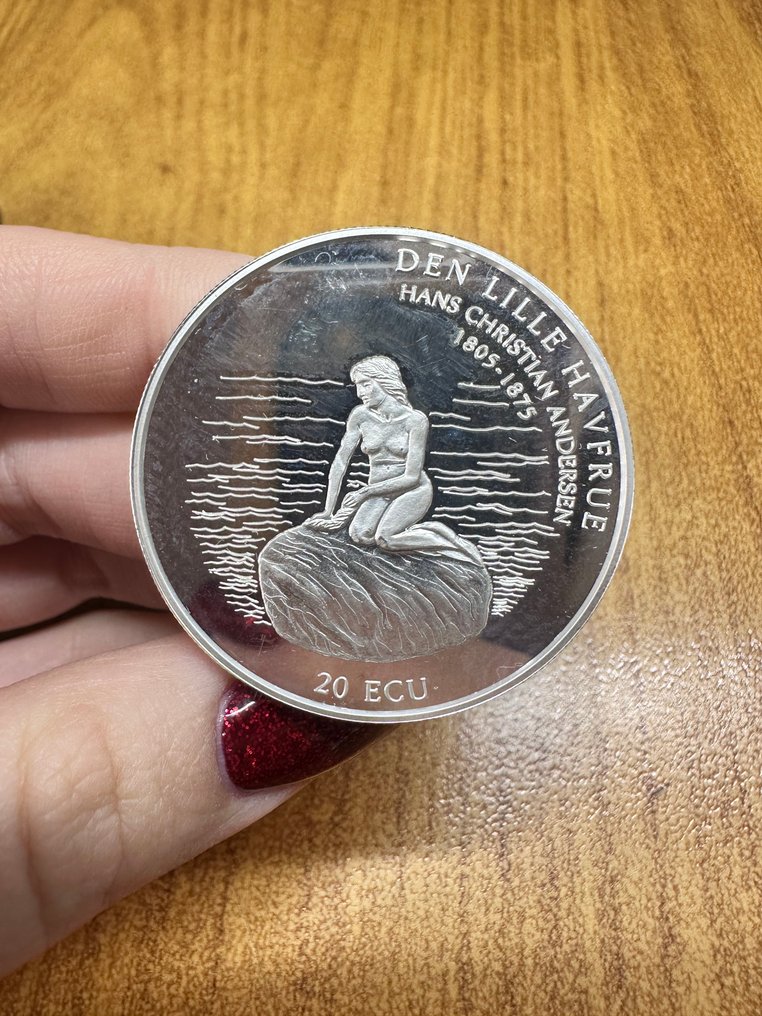 DEN LILLE HAVFRUE
HANS CHRISTIAN ANDERSEN
1805-1875
20 ECU